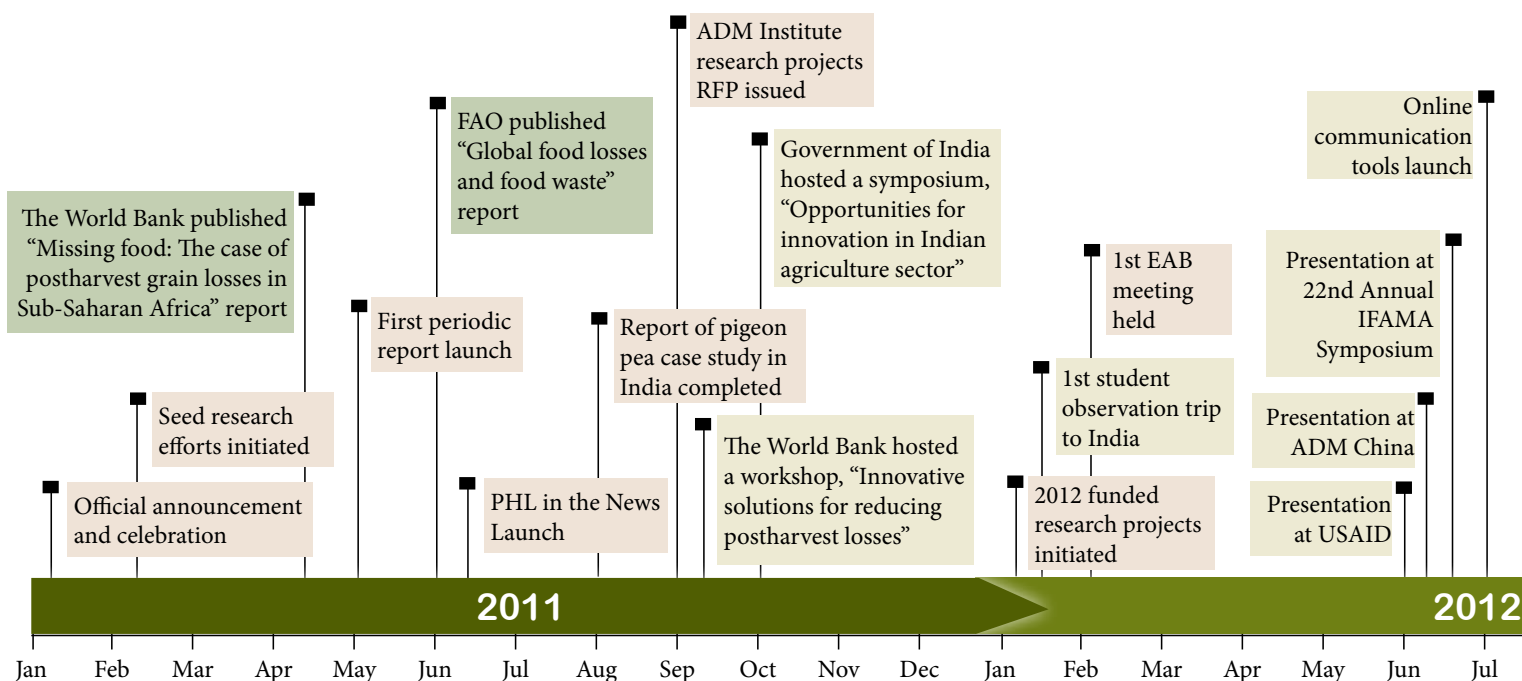 ADM Institute
research projects
RFP issued
FAO published
“Global food losses
and food waste”
report
Online
communication
tools launch
Government of India
hosted a symposium,
“Opportunities for
innovation in Indian
agriculture sector”
The World Bank published
“Missing food: The case of
postharvest grain losses in
Sub-Saharan Africa” report
1st EAB
meeting
held
Presentation at
22nd Annual
IFAMA
Symposium
First periodic
report launch
Report of pigeon
pea case study in
India completed
1st student
observation trip
to India
Seed research
efforts initiated
Presentation at
ADM China
The World Bank hosted
a workshop, “Innovative
solutions for reducing
postharvest losses”
Official announcement
and celebration
PHL in the News
Launch
2012 funded
research projects
initiated
Presentation
at USAID
2011
2012
Jan Feb Mar Apr May Jun Jul Aug Sep Oct Nov Dec Jan Feb Mar Apr May Jun Jul